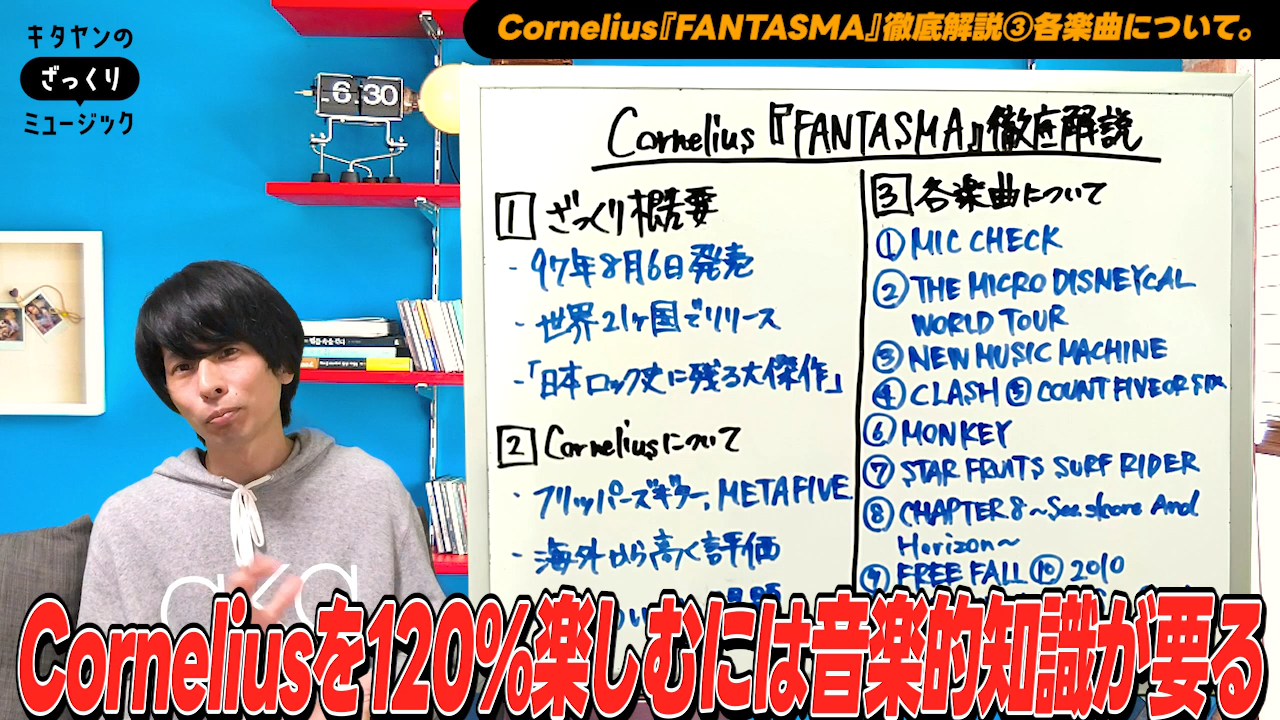 キタヤンの
ざっくり
ミュージック
Cornelius『FANTASMA』徹底解説③各楽曲について。
6 30
Cornelius『FANTASMA』徹底解説
1 ざっくり概要
・97年8月6日発売
・世界21ヶ国でリリース
・「日本ロック史に残る大傑作」
2 Corneliusについて
・フリッパーズギター、METAFIVE
・海外から高く評価
3 各楽曲について
① MIC CHECK
② THE MICRO DISNEYCAL
WORLD TOUR
③ NEW MUSIC MACHINE
④ CLASH ⑤ COUNT FIVE OR SIX
⑥ MONKEY
⑦ STAR FRUITS SURF RIDER
⑧ CHAPTER 8 ~Seashore And
Horizon~
⑨ FREE FALL ⑩ 2010
Corneliusを120%楽しむには音楽的知識が要る